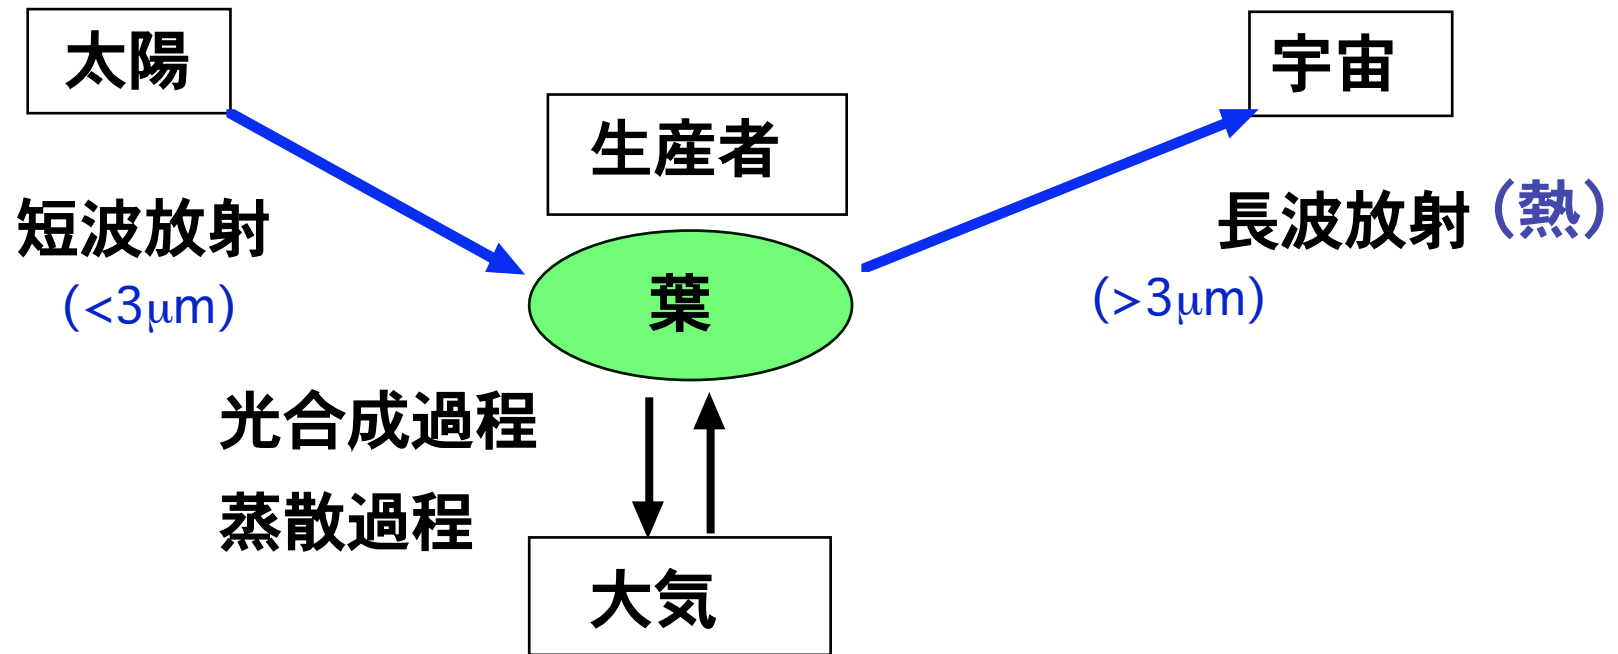 太陽
宇宙
生産者
短波放射
(<3μm)
長波放射(熱)
(>3μm)
葉
光合成過程
蒸散過程
大気